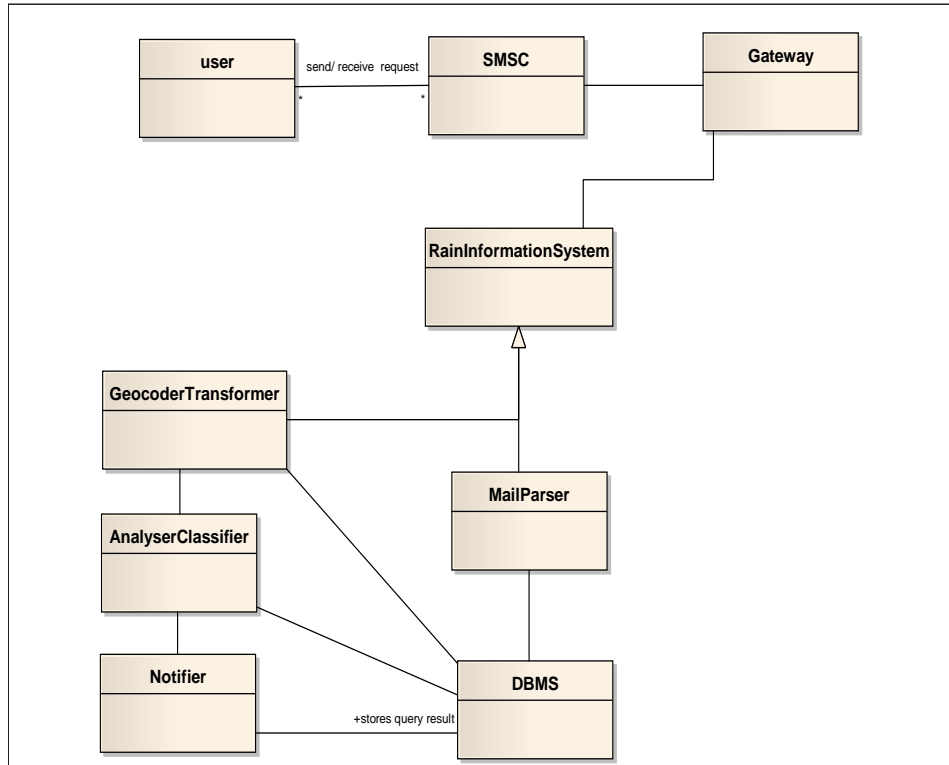 user
send/ receive request
*
*
SMSC
Gateway
RainInformationSystem
GeocoderTransformer
MailParser
AnalyserClassifier
Notifier
+stores query result
DBMS